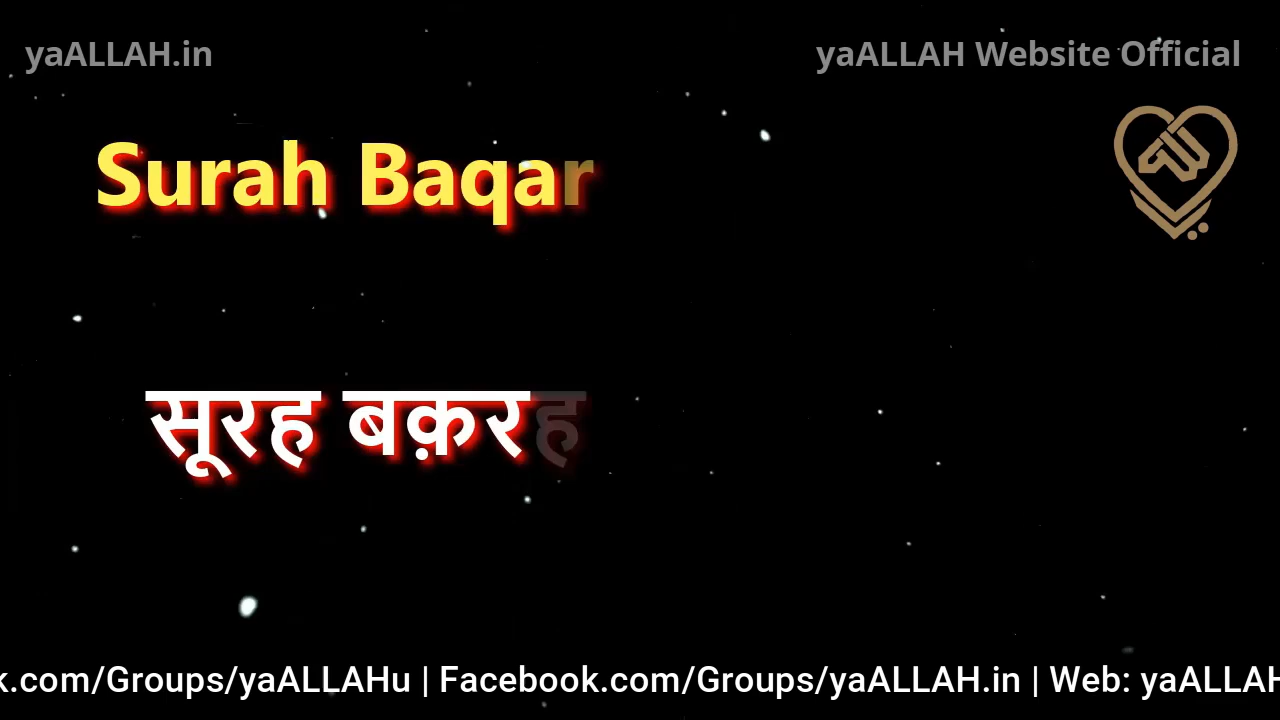 yaALLAH.in
yaALLAH Website Official
Surah Baqar
सूरह बक़रह
k.com/Groups/yaALLAHu | Facebook.com/Groups/yaALLAH.in | Web: yaALLAH